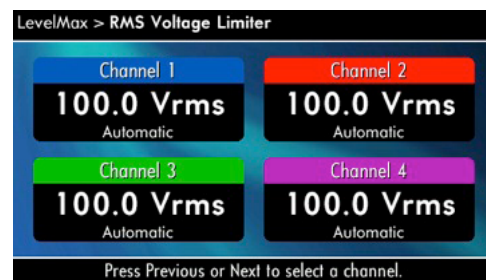 LevelMax > RMS Voltage Limiter
Channel 1
100.0 Vrms
Automatic
Channel 2
100.0 Vrms
Automatic
Channel 3
100.0 Vrms
Automatic
Channel 4
100.0 Vrms
Automatic
Press Previous or Next to select a channel.